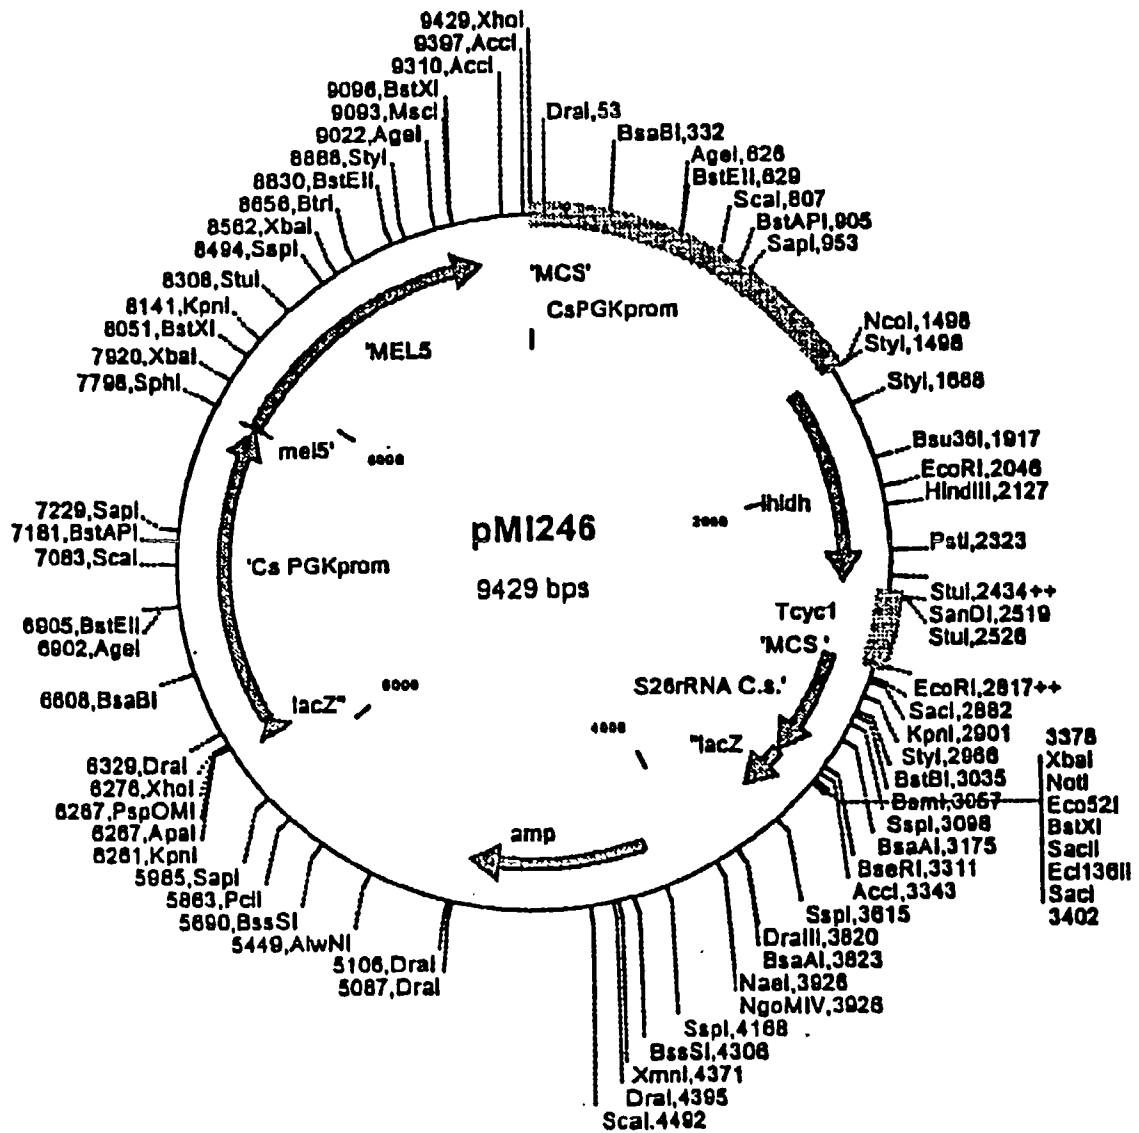 9429,XhoI
9397,AccI
9310,AccI
9096,BstXI
9093,MscI
9022,AgeI
8888,StyI
8830,BstEII
8656,BtrI
8562,XbaI
8494,SspI
8308,StuI
8141,KpnI
8051,BstXI
7920,XbaI
7798,SphI
7229,SapI
7181,BstAPI
7083,ScaI
6905,BstEII
6902,AgeI
6608,BsaBI
6329,DraI
6276,XhoI
6267,PspOMI
6267,ApaI
6261,KpnI
5985,SapI
5863,PciI
5690,BssSI
5449,AlwNI
5106,DraI
5087,DraI
DraI,53
BsaBI,332
AgeI,626
BstEII,629
ScaI,807
BstAPI,905
SapI,953
NcoI,1498
StyI,1498
StyI,1688
Bsu36I,1917
EcoRI,2046
HindIII,2127
PstI,2323
StuI,2434++
SanDI,2519
StuI,2526
EcoRI,2817++
SacI,2882
KpnI,2901
StyI,2966
BstBI,3035
BsmI,3057
SspI,3098
BsaAI,3175
BseRI,3311
AccI,3343
3378
XbaI
NotI
Eco52I
BstXI
SacII
Ecl136II
SacI
3402
SspI,3615
DraIII,3820
BsaAI,3823
NaeI,3926
NgoMIV,3926
SspI,4168
BssSI,4306
XmnI,4371
DraI,4395
ScaI,4492
'MCS'
CsPGKprom
'MEL5
mel5'
lhldh
2000
pMI246
9429 bps
'Cs PGKprom
Tcyc1
'MCS '
S26rRNA C.s.'
"lacZ
lacZ"
4000
amp